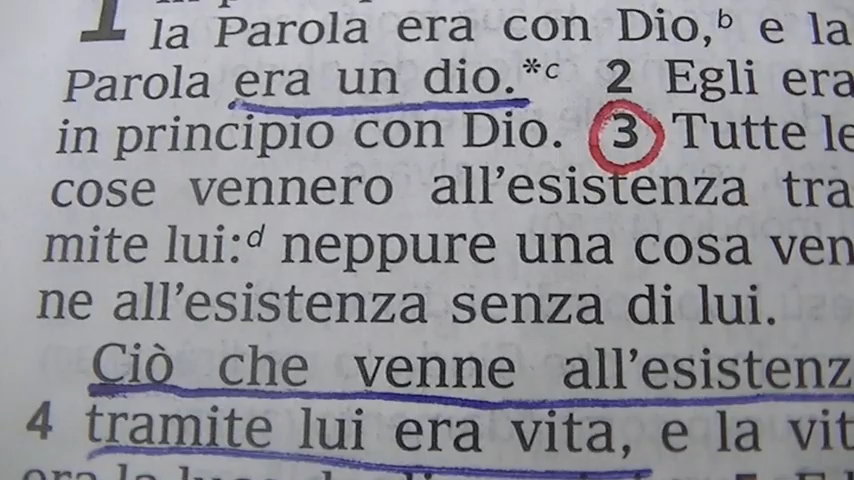 1 la Parola era con Dio,ᵇ e la
Parola era un dio.*ᶜ 2 Egli era
in principio con Dio. 3 Tutte le
cose vennero all'esistenza tra
mite lui:ᵈ neppure una cosa ven
ne all'esistenza senza di lui.
Ciò che venne all'esistenz
4 tramite lui era vita, e la vit